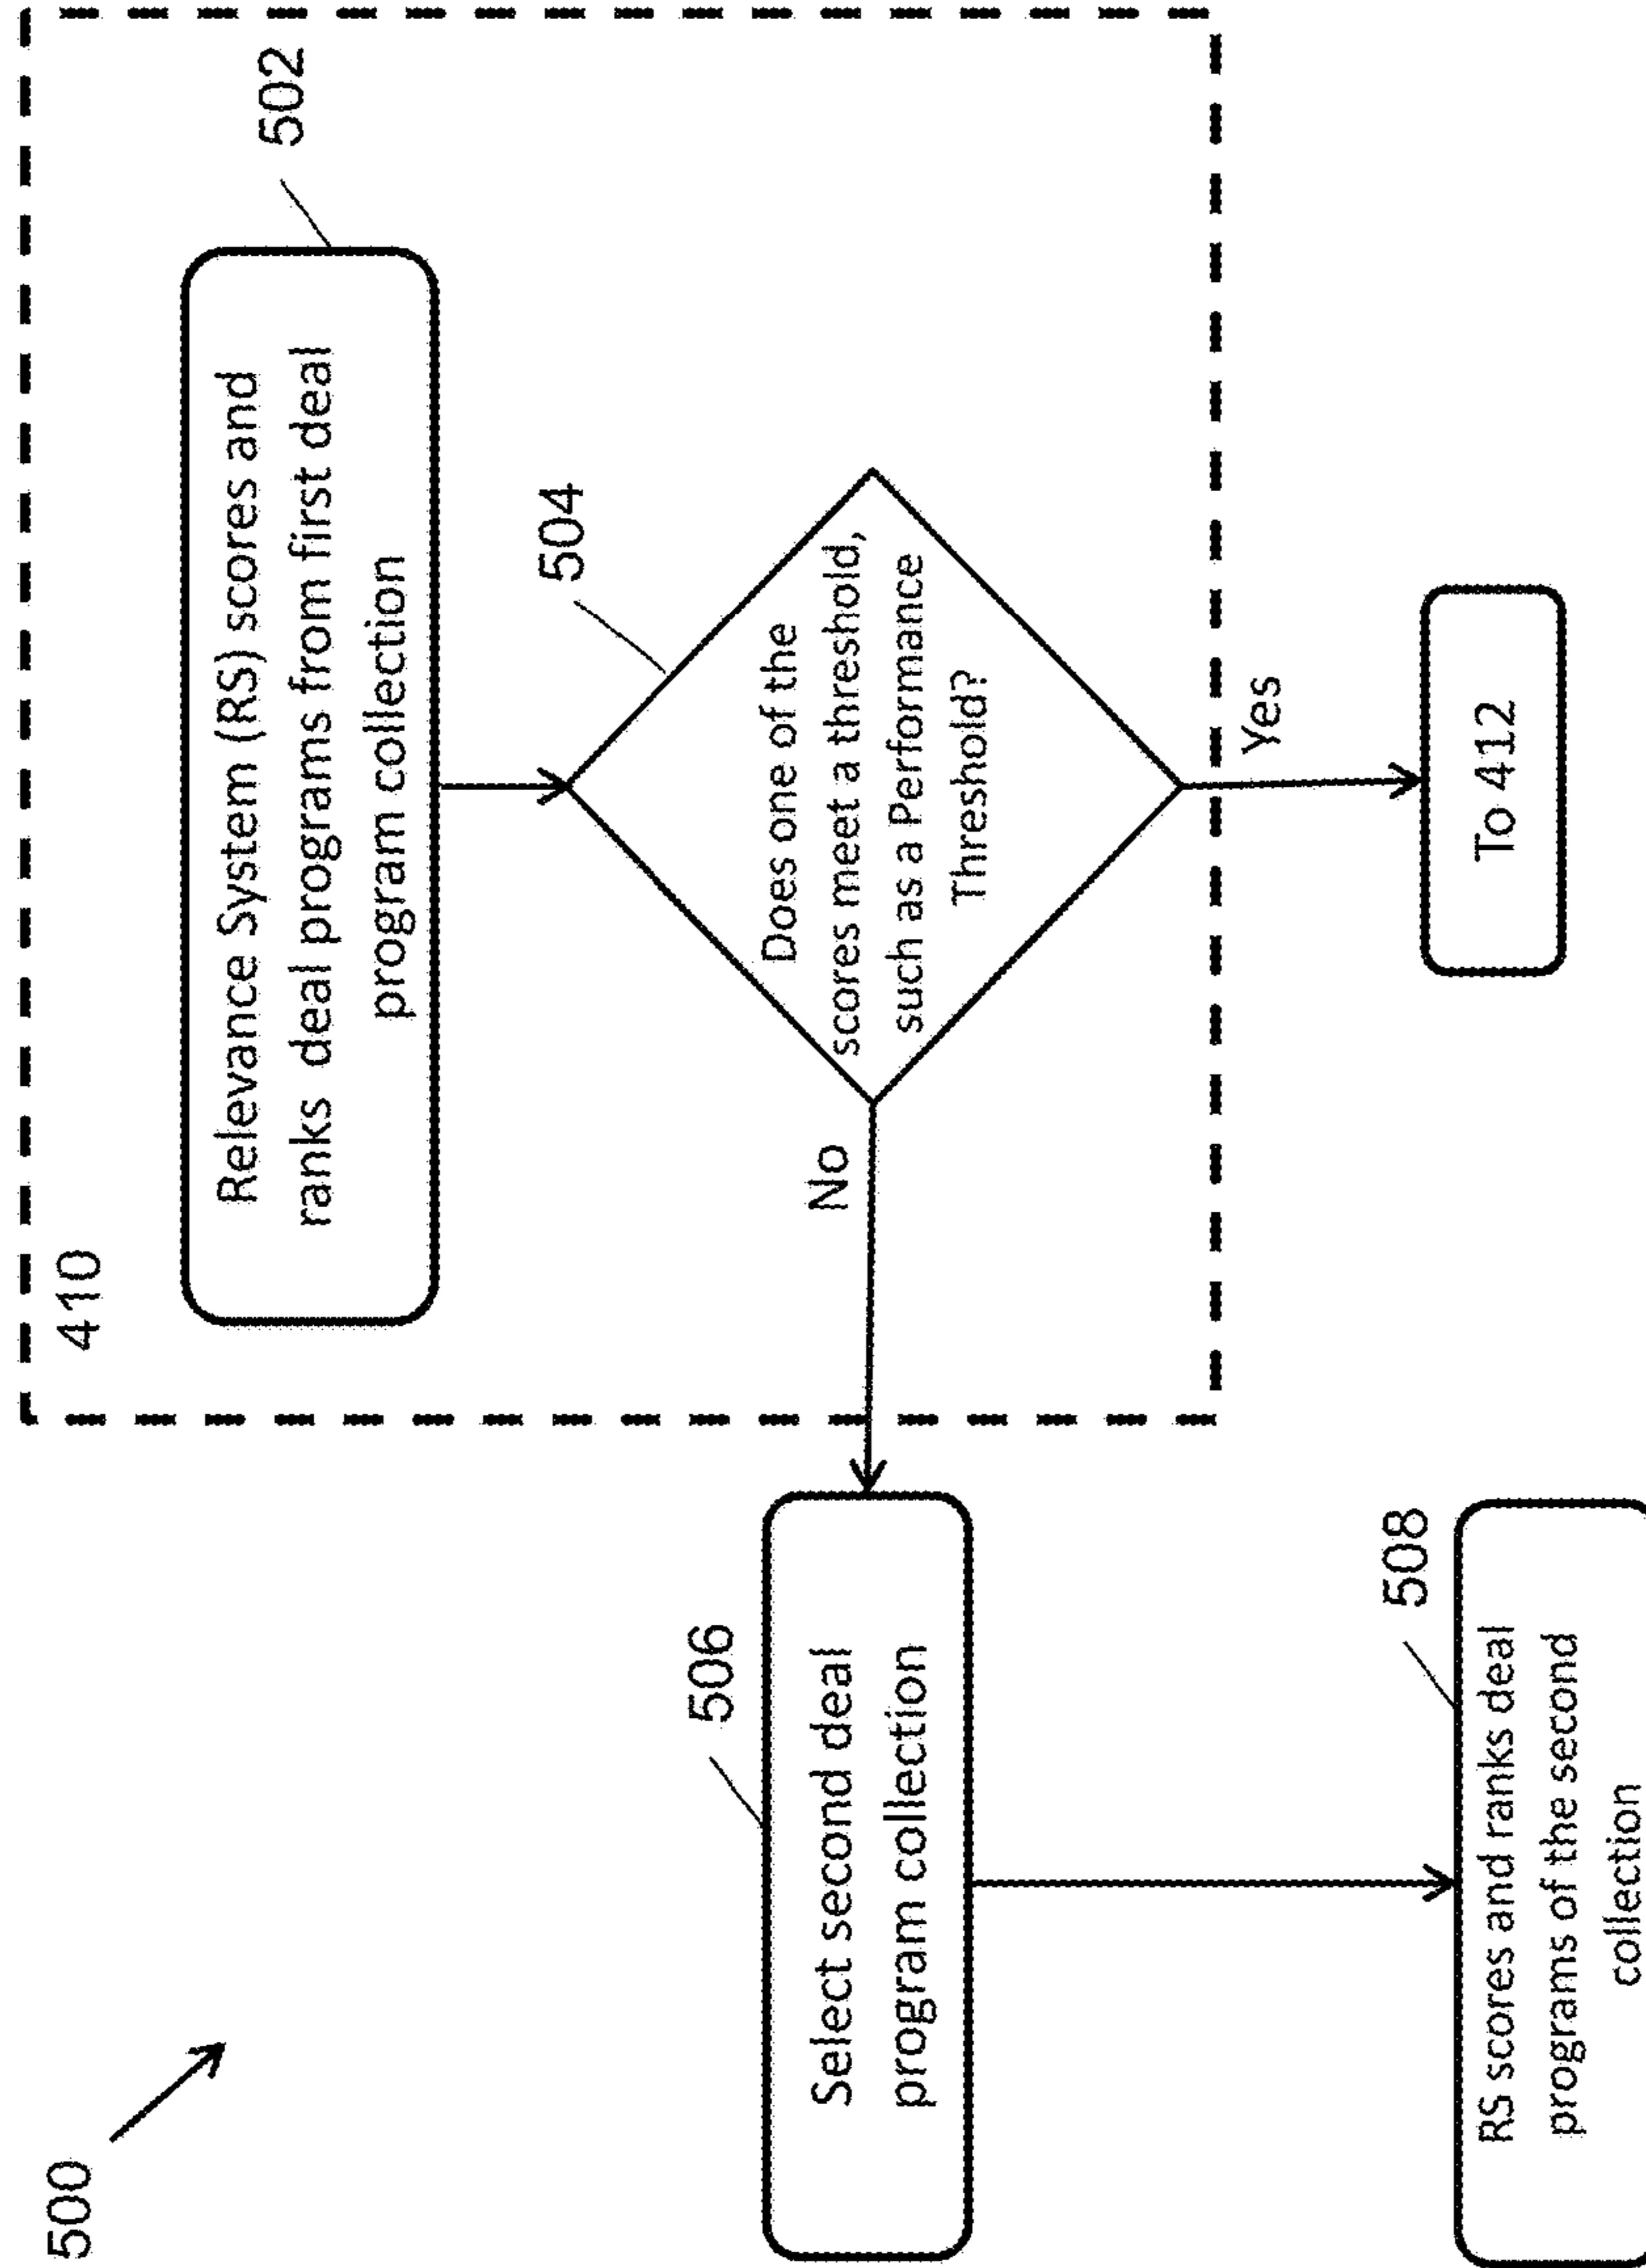 500
410
502
Relevance System (RS) scores and
ranks deal programs from first deal
program collection
504
Does one of the
scores meet a threshold,
such as a Performance
Threshold?
No
Yes
506
Select second deal
program collection
To 412
508
RS scores and ranks deal
programs of the second
collection